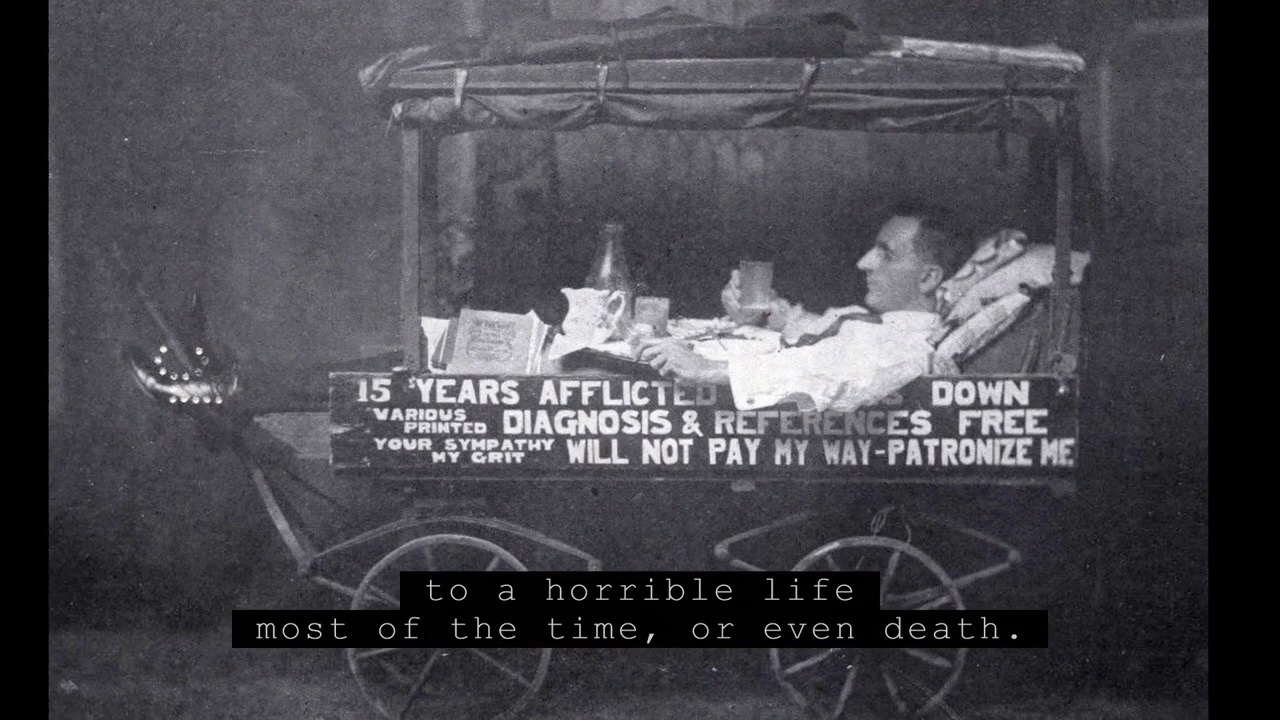 15 YEARS AFFLICTED DOWN
VARIOUS PRINTED DIAGNOSIS & REFERENCES FREE
YOUR SYMPATHY MY GRIT WILL NOT PAY MY WAY-PATRONIZE ME
to a horrible life
most of the time, or even death.